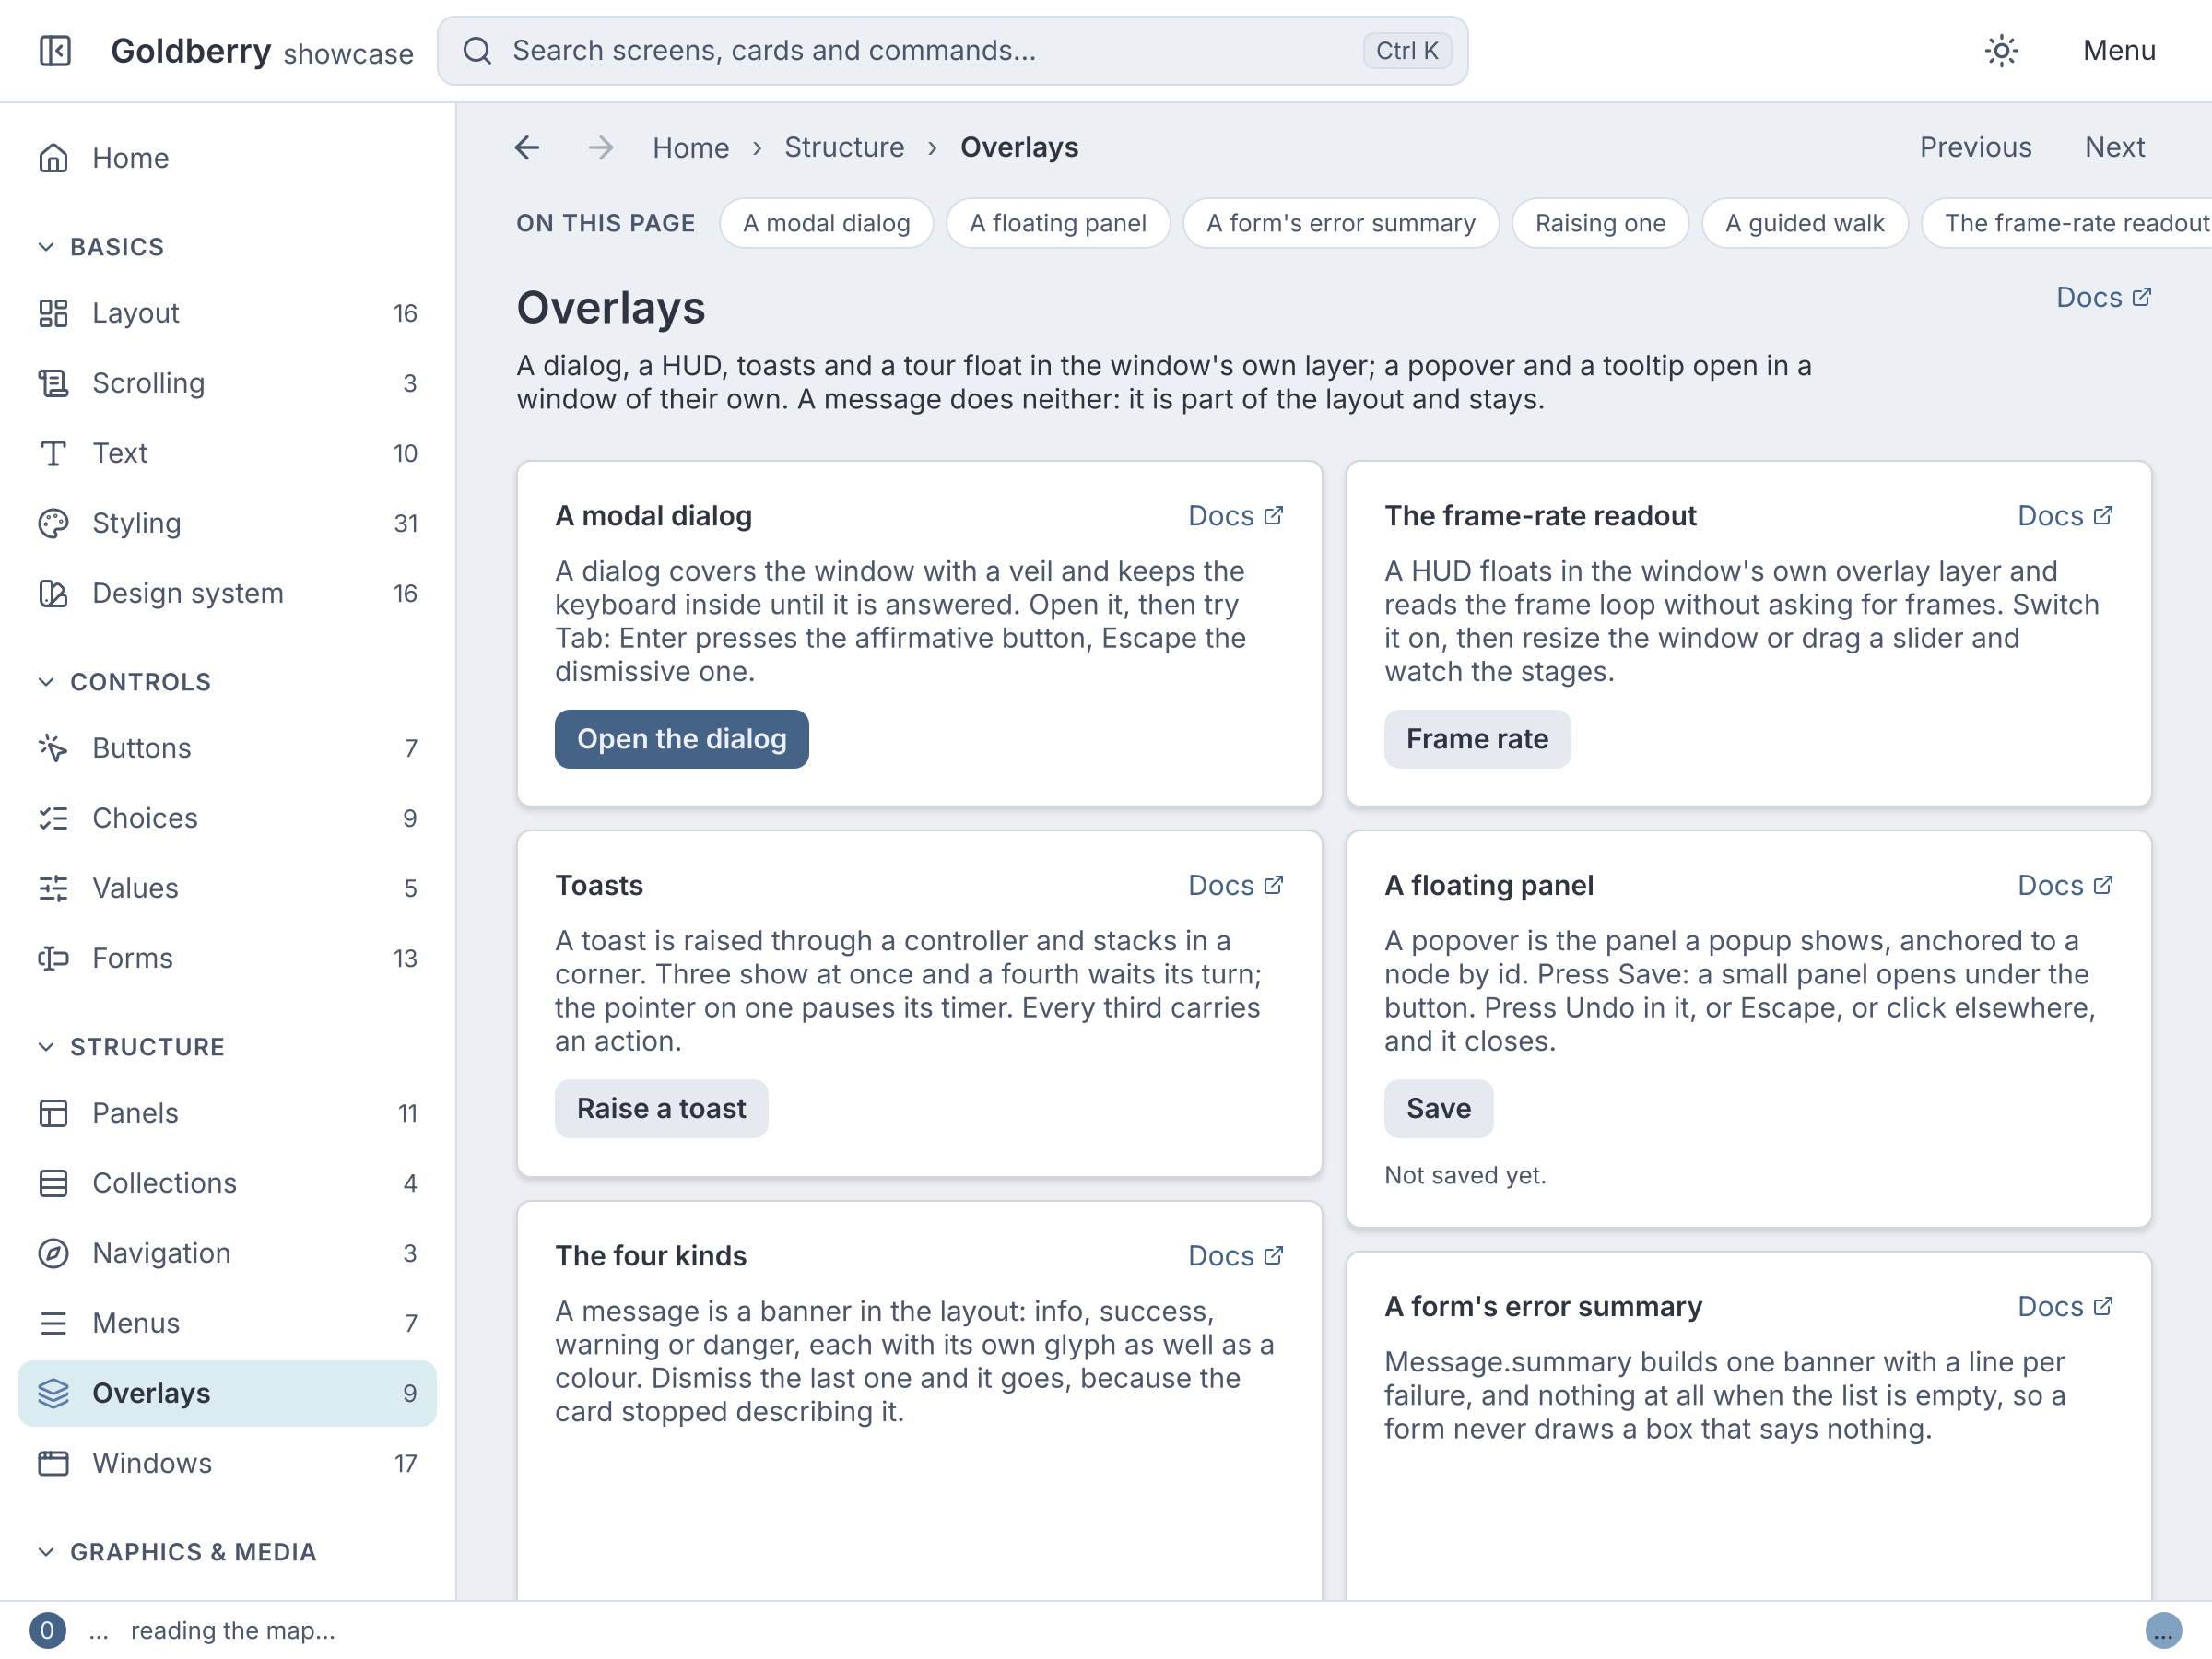 Goldberry showcase
Search screens, cards and commands...
Ctrl K
Menu
Home
BASICS
Layout 16
Scrolling 3
Text 10
Styling 31
Design system 16
CONTROLS
Buttons 7
Choices 9
Values 5
Forms 13
STRUCTURE
Panels 11
Collections 4
Navigation 3
Menus 7
Overlays 9
Windows 17
GRAPHICS & MEDIA
Home › Structure › Overlays
Previous Next
ON THIS PAGE
A modal dialog
A floating panel
A form's error summary
Raising one
A guided walk
The frame-rate readout
Overlays
Docs
A dialog, a HUD, toasts and a tour float in the window's own layer; a popover and a tooltip open in a
window of their own. A message does neither: it is part of the layout and stays.
A modal dialog
Docs
A dialog covers the window with a veil and keeps the
keyboard inside until it is answered. Open it, then try
Tab: Enter presses the affirmative button, Escape the
dismissive one.
Open the dialog
The frame-rate readout
Docs
A HUD floats in the window's own overlay layer and
reads the frame loop without asking for frames. Switch
it on, then resize the window or drag a slider and
watch the stages.
Frame rate
Toasts
Docs
A toast is raised through a controller and stacks in a
corner. Three show at once and a fourth waits its turn;
the pointer on one pauses its timer. Every third carries
an action.
Raise a toast
A floating panel
Docs
A popover is the panel a popup shows, anchored to a
node by id. Press Save: a small panel opens under the
button. Press Undo in it, or Escape, or click elsewhere,
and it closes.
Save
Not saved yet.
The four kinds
Docs
A message is a banner in the layout: info, success,
warning or danger, each with its own glyph as well as a
colour. Dismiss the last one and it goes, because the
card stopped describing it.
A form's error summary
Docs
Message.summary builds one banner with a line per
failure, and nothing at all when the list is empty, so a
form never draws a box that says nothing.
0 ... reading the map...
...